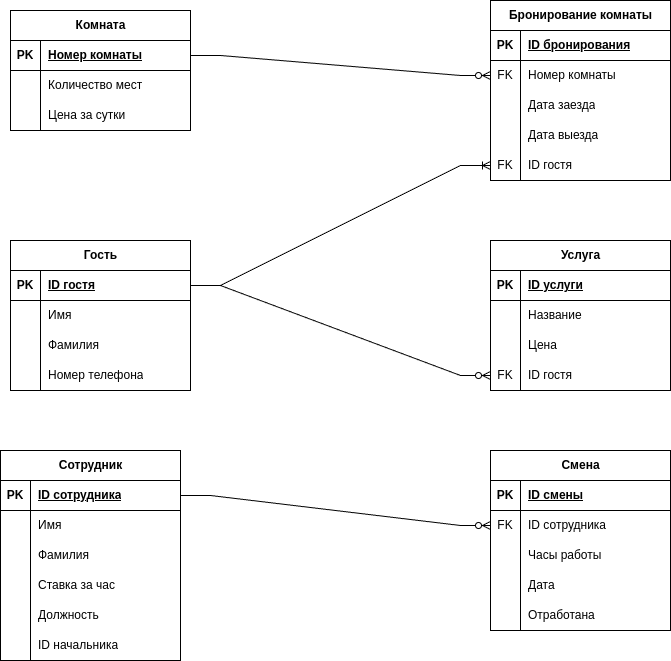 Комната
PK Номер комнаты
Количество мест
Цена за сутки
Бронирование комнаты
PK ID бронирования
FK Номер комнаты
Дата заезда
Дата выезда
FK ID гостя
Гость
PK ID гостя
Имя
Фамилия
Номер телефона
Услуга
PK ID услуги
Название
Цена
FK ID гостя
Сотрудник
PK ID сотрудника
Имя
Фамилия
Ставка за час
Должность
ID начальника
Смена
PK ID смены
FK ID сотрудника
Часы работы
Дата
Отработана